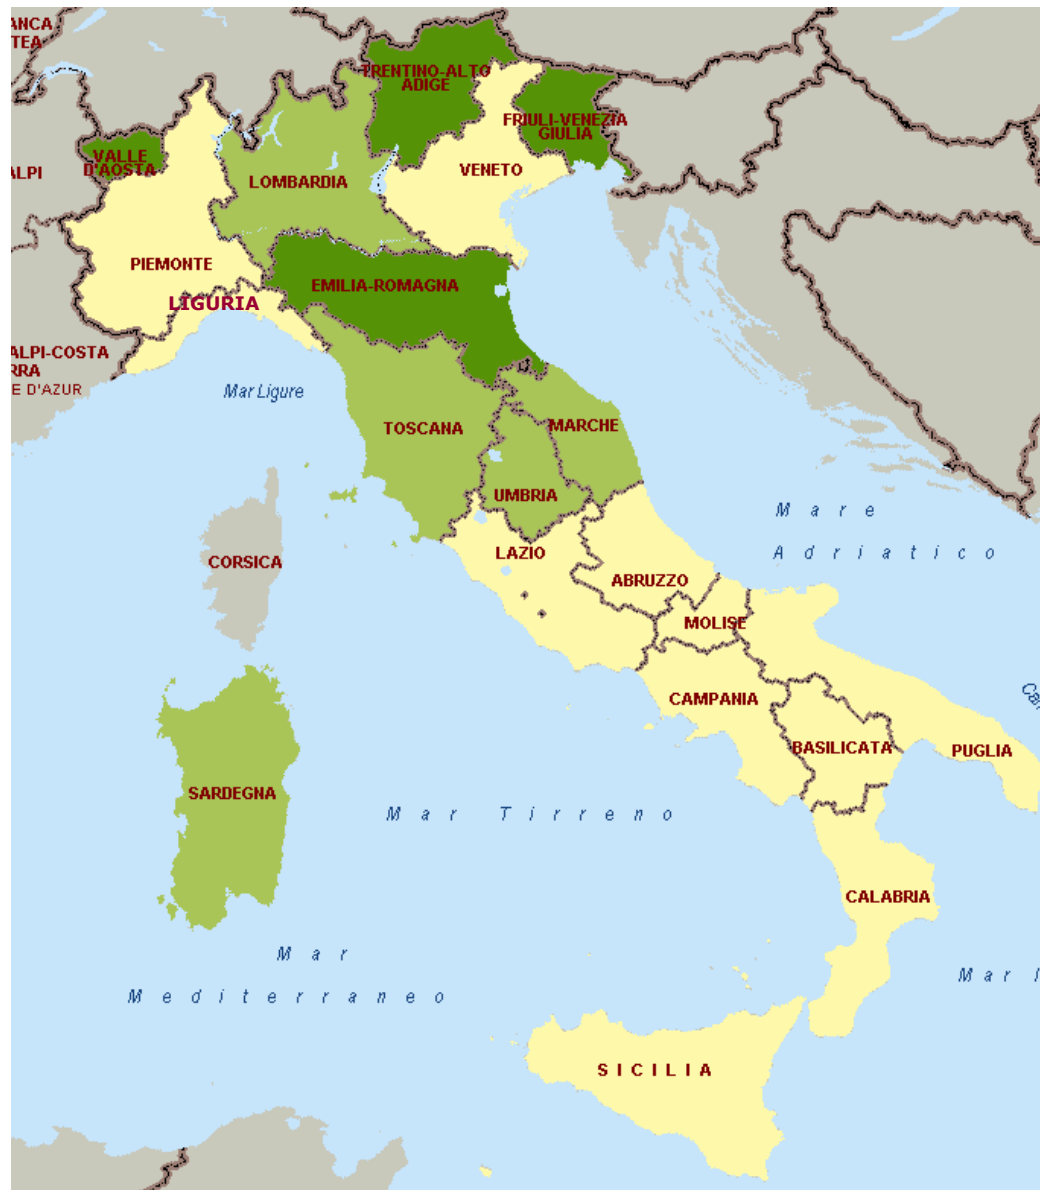 ANCA
TEA
TRENTINO-ALTO
ADIGE
FRIULI-VENEZIA
GIULIA
VALLE
D'AOSTA
ALPI
LOMBARDIA
VENETO
PIEMONTE
EMILIA-ROMAGNA
LIGURIA
ALPI-COSTA
RRA
E D'AZUR
Mar Ligure
TOSCANA
MARCHE
UMBRIA
Mare
Adriatico
LAZIO
CORSICA
ABRUZZO
MOLISE
CAMPANIA
Can
BASILICATA
PUGLIA
SARDEGNA
Mar Tirreno
CALABRIA
Mar
Mediterraneo
Mar I
SICILIA